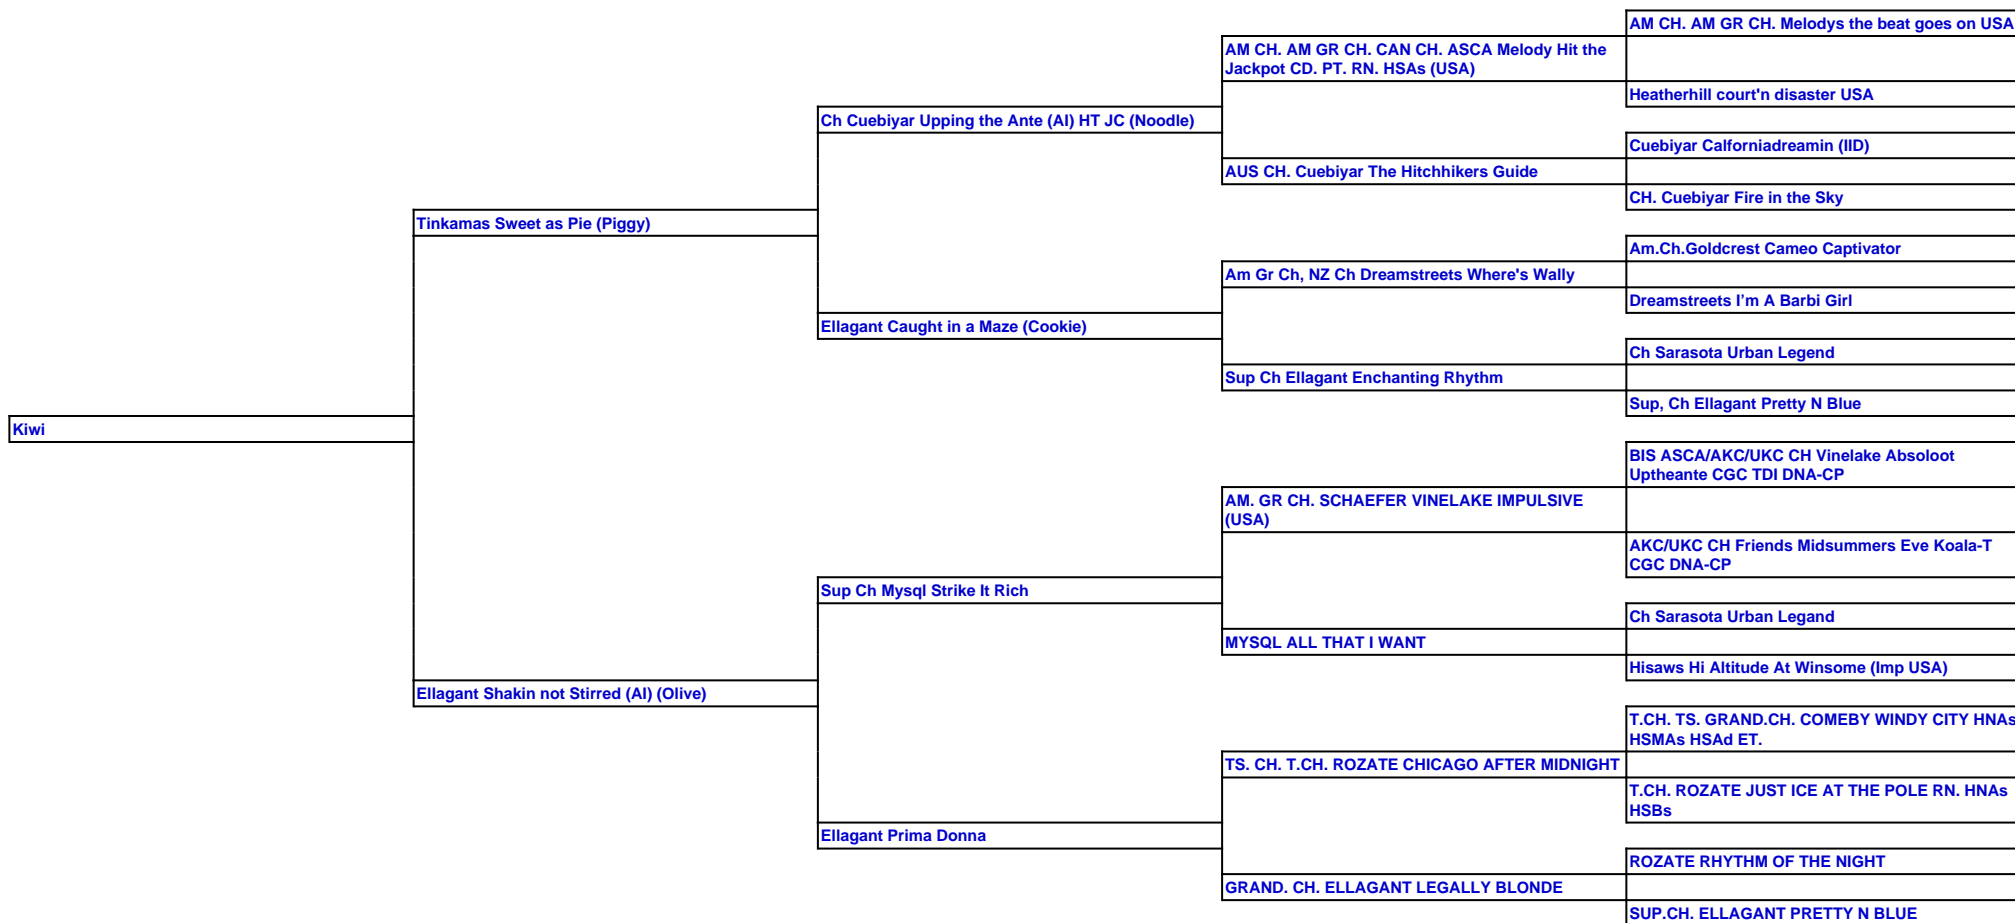 AM CH. AM GR CH. Melodys the beat goes on USA
AM CH. AM GR CH. CAN CH. ASCA Melody Hit the
Jackpot CD. PT. RN. HSAs (USA)
Heatherhill court'n disaster USA
Ch Cuebiyar Upping the Ante (AI) HT JC (Noodle)
Cuebiyar Calforniadreamin (IID)
AUS CH. Cuebiyar The Hitchhikers Guide
CH. Cuebiyar Fire in the Sky
Tinkamas Sweet as Pie (Piggy)
Am.Ch.Goldcrest Cameo Captivator
Am Gr Ch, NZ Ch Dreamstreets Where's Wally
Dreamstreets I’m A Barbi Girl
Ellagant Caught in a Maze (Cookie)
Ch Sarasota Urban Legend
Sup Ch Ellagant Enchanting Rhythm
Sup, Ch Ellagant Pretty N Blue
Kiwi
BIS ASCA/AKC/UKC CH Vinelake Absoloot
Uptheante CGC TDI DNA-CP
AM. GR CH. SCHAEFER VINELAKE IMPULSIVE
(USA)
AKC/UKC CH Friends Midsummers Eve Koala-T
CGC DNA-CP
Sup Ch Mysql Strike It Rich
Ch Sarasota Urban Legand
MYSQL ALL THAT I WANT
Hisaws Hi Altitude At Winsome (Imp USA)
Ellagant Shakin not Stirred (AI) (Olive)
T.CH. TS. GRAND.CH. COMEBY WINDY CITY HNAs
HSMAs HSAd ET.
TS. CH. T.CH. ROZATE CHICAGO AFTER MIDNIGHT
T.CH. ROZATE JUST ICE AT THE POLE RN. HNAs
HSBs
Ellagant Prima Donna
ROZATE RHYTHM OF THE NIGHT
GRAND. CH. ELLAGANT LEGALLY BLONDE
SUP.CH. ELLAGANT PRETTY N BLUE